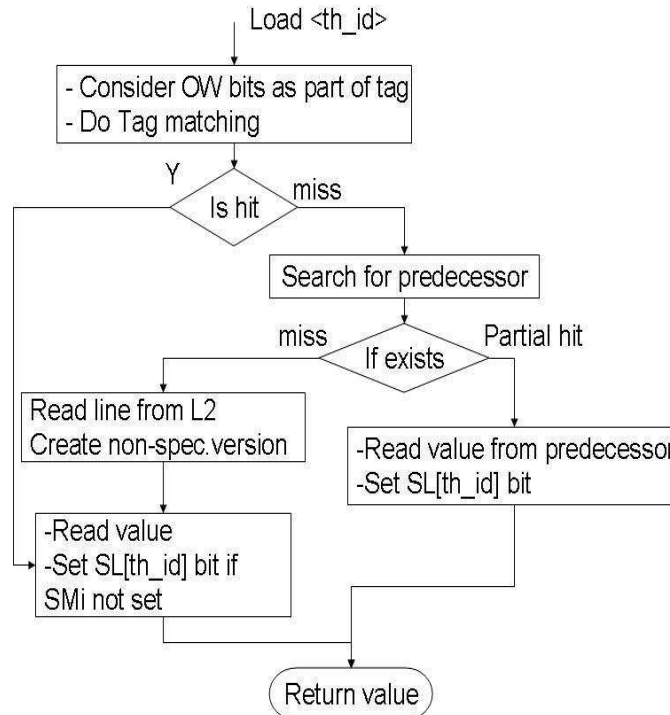 Load <th_id>
- Consider OW bits as part of tag
- Do Tag matching
Y
Is hit
miss
Search for predecessor
miss
If exists
Partial hit
Read line from L2
Create non-spec.version
-Read value from predecessor
-Set SL[th_id] bit
-Read value
-Set SL[th_id] bit if
SMi not set
Return value